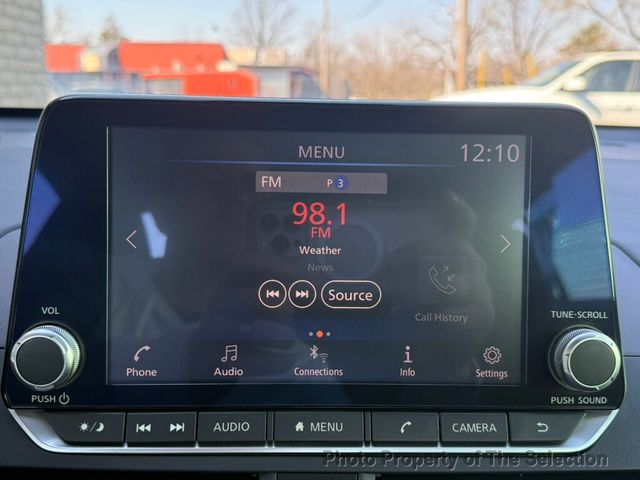 MENU 12:10
FM P 3
98.1
FM
Weather
News
Source
Call History
VOL TUNE-SCROLL
Phone Audio Connections Info Settings
PUSH PUSH SOUND
AUDIO MENU CAMERA
Photo Property of The Selection